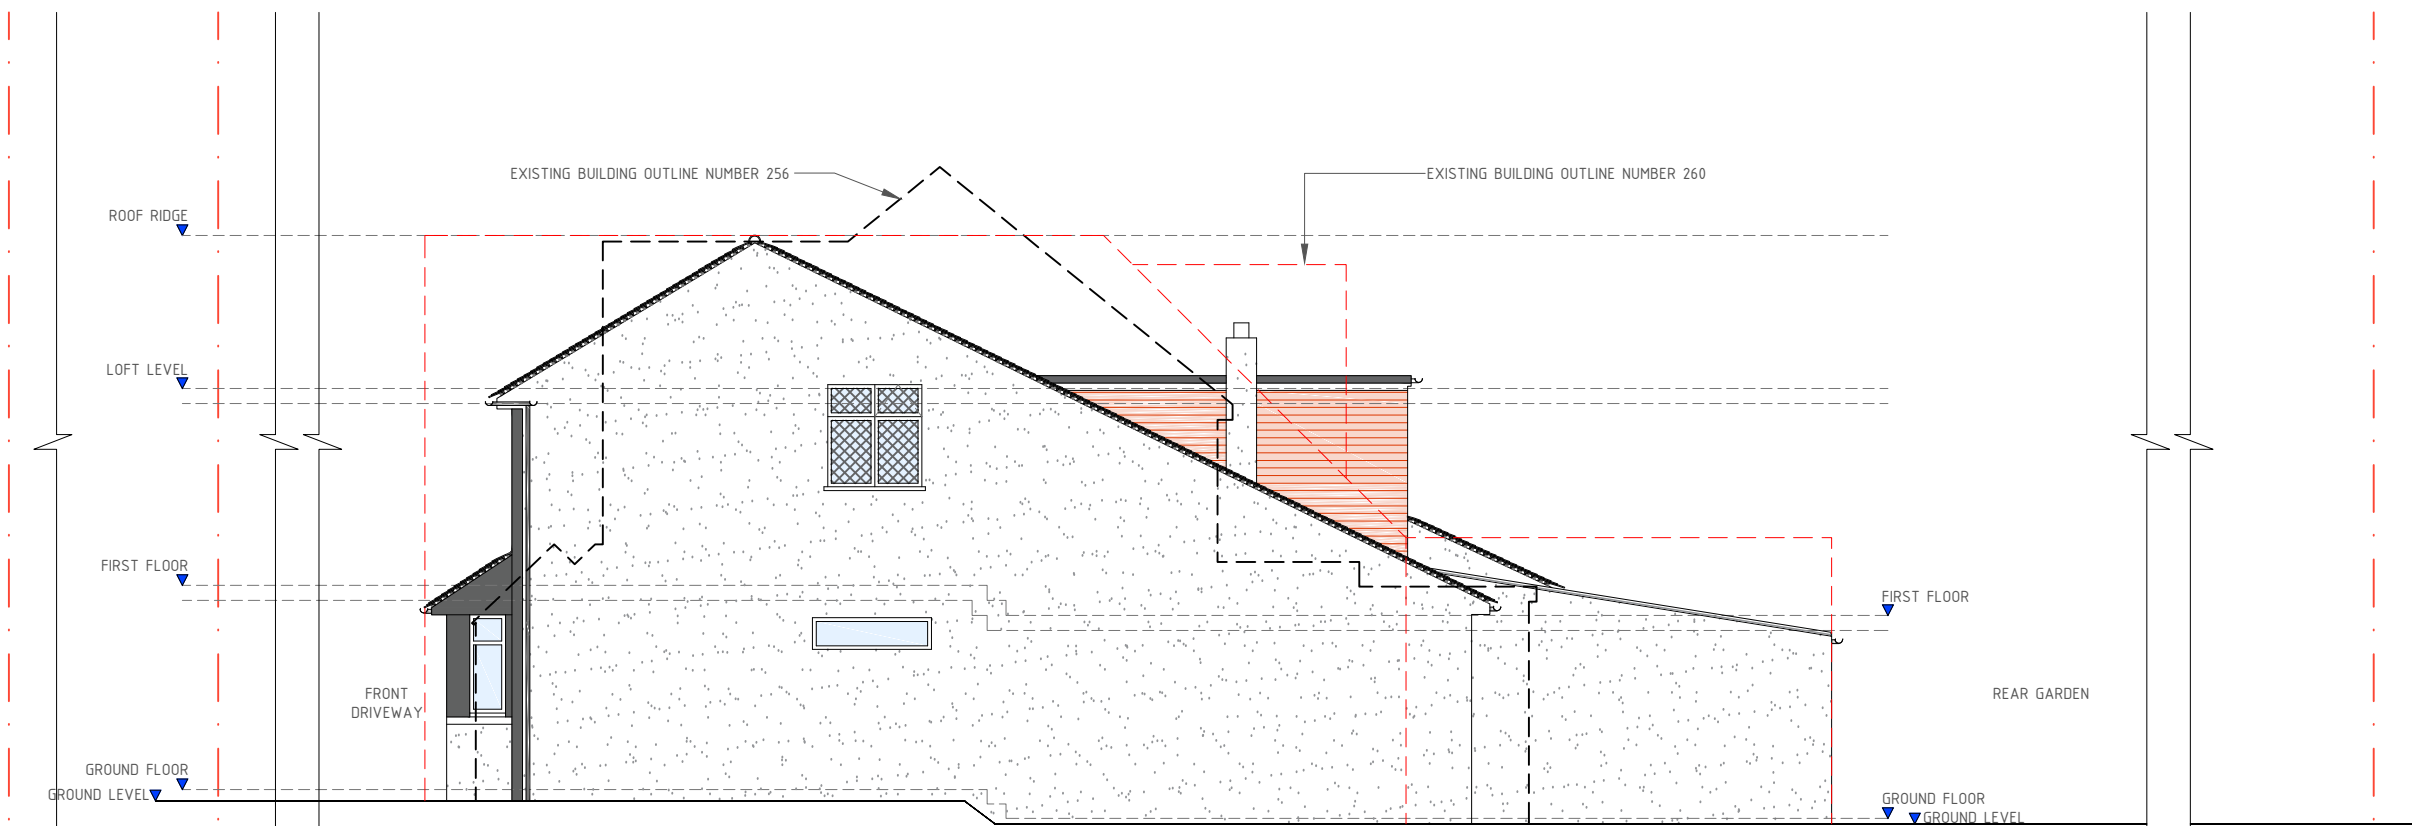 EXISTING BUILDING OUTLINE NUMBER 256
EXISTING BUILDING OUTLINE NUMBER 260
ROOF RIDGE
LOFT LEVEL
FIRST FLOOR
FIRST FLOOR
FRONT
DRIVEWAY
REAR GARDEN
GROUND FLOOR
GROUND LEVEL
GROUND FLOOR
GROUND LEVEL